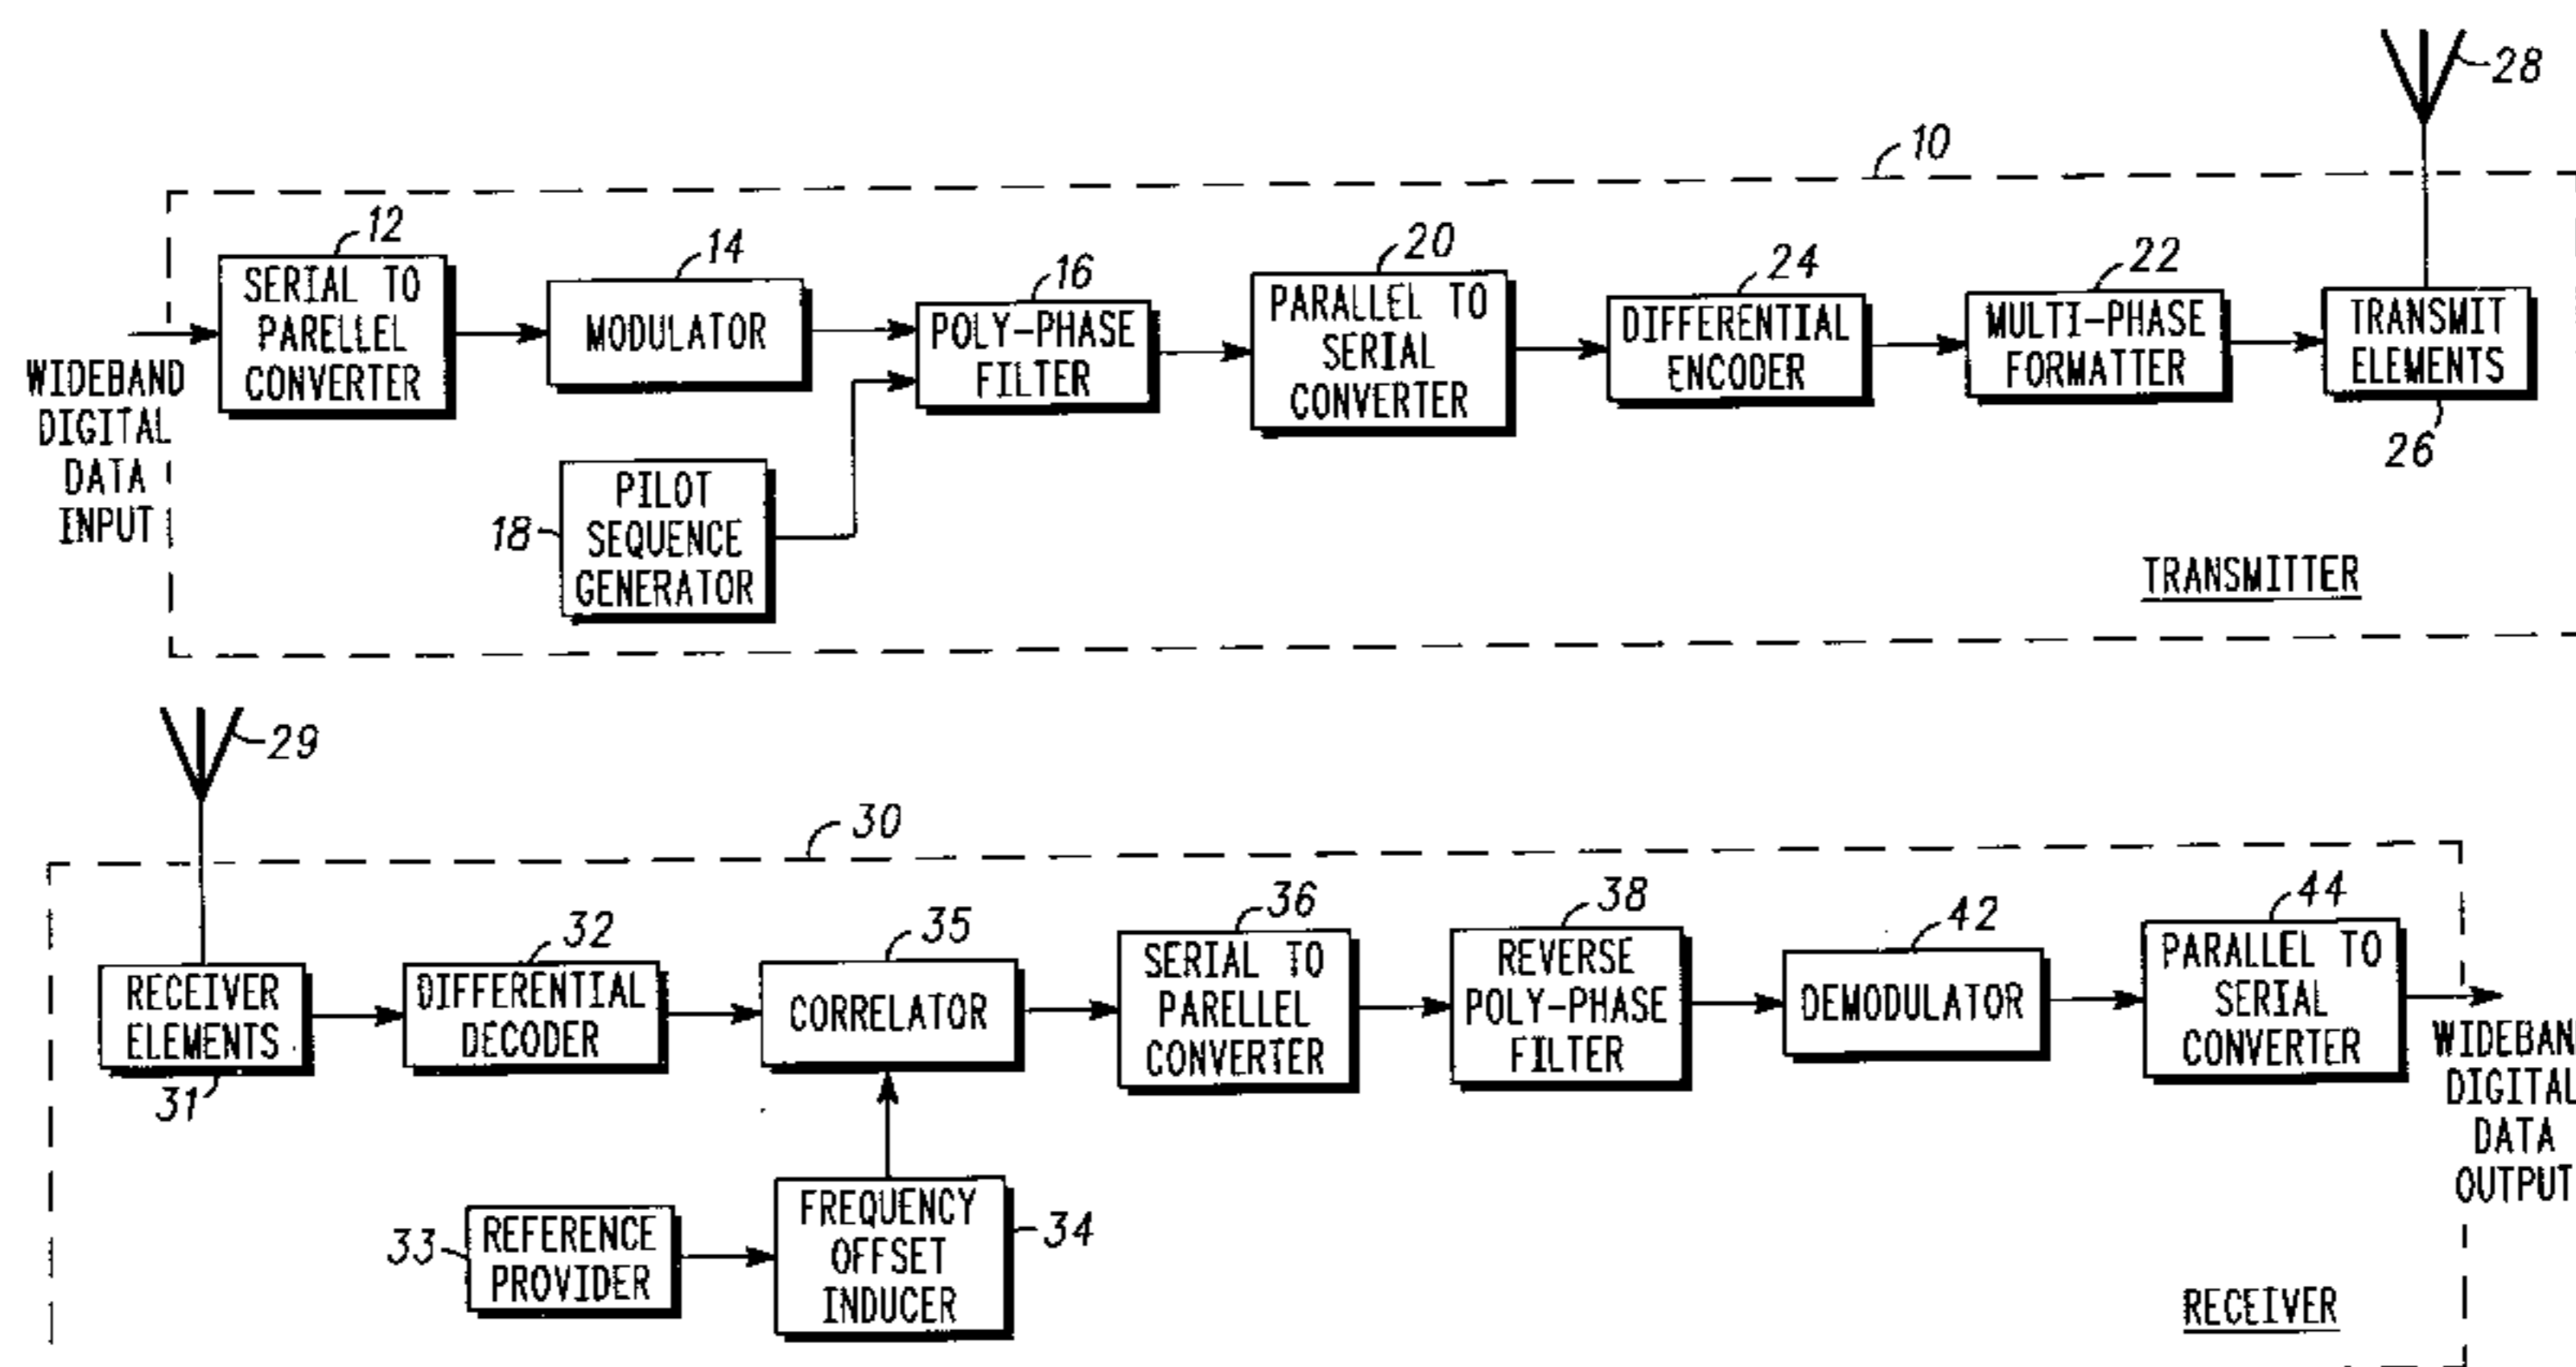 28
10
12
SERIAL TO
PARELLEL
CONVERTER
14
MODULATOR
16
POLY-PHASE
FILTER
20
PARALLEL TO
SERIAL
CONVERTER
24
DIFFERENTIAL
ENCODER
22
MULTI-PHASE
FORMATTER
TRANSMIT
ELEMENTS
26
WIDEBAND
DIGITAL
DATA
INPUT
18
PILOT
SEQUENCE
GENERATOR
TRANSMITTER
29
30
RECEIVER
ELEMENTS
31
32
DIFFERENTIAL
DECODER
35
CORRELATOR
36
SERIAL TO
PARELLEL
CONVERTER
38
REVERSE
POLY-PHASE
FILTER
42
DEMODULATOR
44
PARALLEL TO
SERIAL
CONVERTER
WIDEBAN
DIGITAL
DATA
OUTPUT
33
REFERENCE
PROVIDER
FREQUENCY
OFFSET
INDUCER
34
RECEIVER